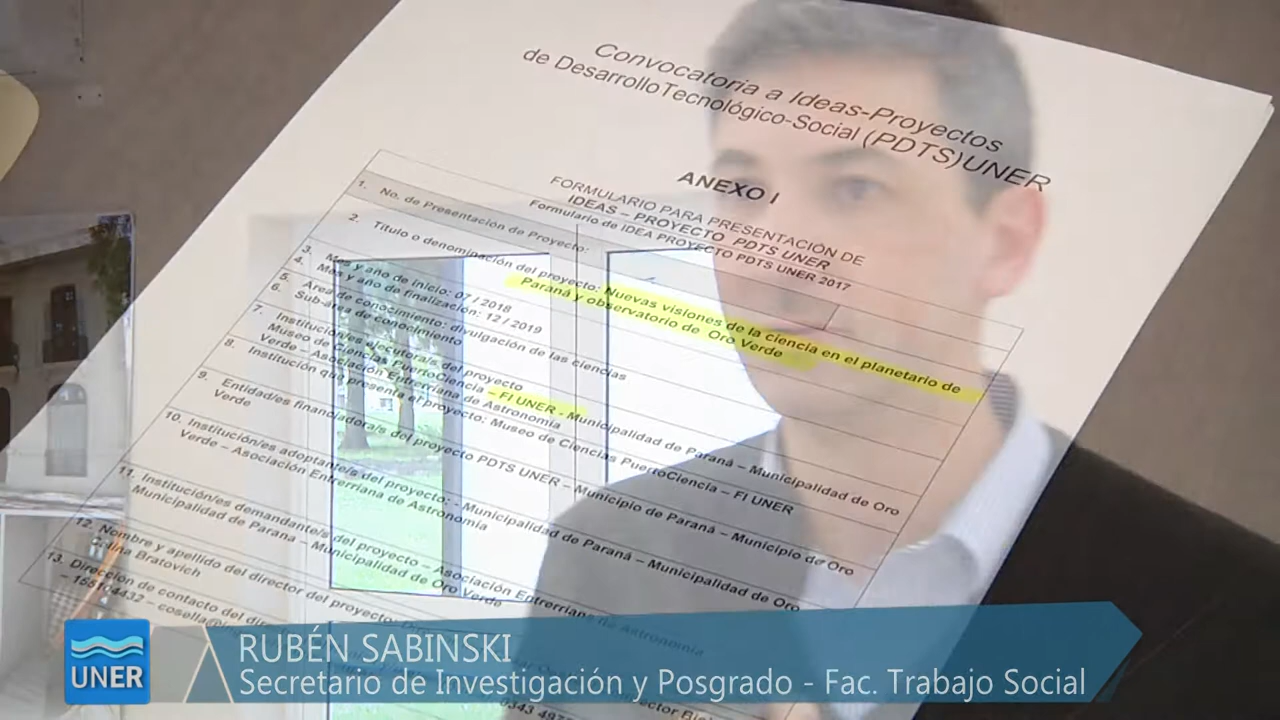 Convocatoria a Ideas-Proyectos
de DesarrolloTecnológico-Social (PDTS)UNER
ANEXO I
FORMULARIO PARA PRESENTACIÓN DE
IDEAS – PROYECTO PDTS UNER
Formulario de IDEA PROYECTO PDTS UNER 2017
1. No. de Presentación de Proyecto:
2. Título o denominación del proyecto: Nuevas visiones de la ciencia en el planetario de
Paraná y observatorio de Oro Verde
3. Mes y año de inicio: 07 / 2018
4. Mes y año de finalización: 12 / 2019
5. Área de conocimiento: divulgación de las ciencias
6. Sub-área de conocimiento
7. Institución/es ejecutora/s del proyecto
Museo de Ciencias PuertoCiencia – FI UNER - Municipalidad de Paraná – Municipalidad de Oro
Verde – Asociación Entrerriana de Astronomía
8. Institución que presenta el proyecto: Museo de Ciencias PuertoCiencia – FI UNER
9. Entidad/es financiadora/s del proyecto PDTS UNER – Municipio de Paraná – Municipio de Oro
Verde
10. Institución/es adoptante/s del proyecto: - Municipalidad de Paraná – Municipalidad de Oro
Verde – Asociación Entrerriana de Astronomía
11. Institución/es demandante/s del proyecto – Asociación Entrerriana de Astronomía
Municipalidad de Parana – Municipalidad de Oro Verde
12. Nombre y apellido del director del proyecto:
Bratovich
13. Dirección de contacto del
– 155104432 –
0343
UNER
RUBÉN SABINSKI
Secretario de Investigación y Posgrado - Fac. Trabajo Social